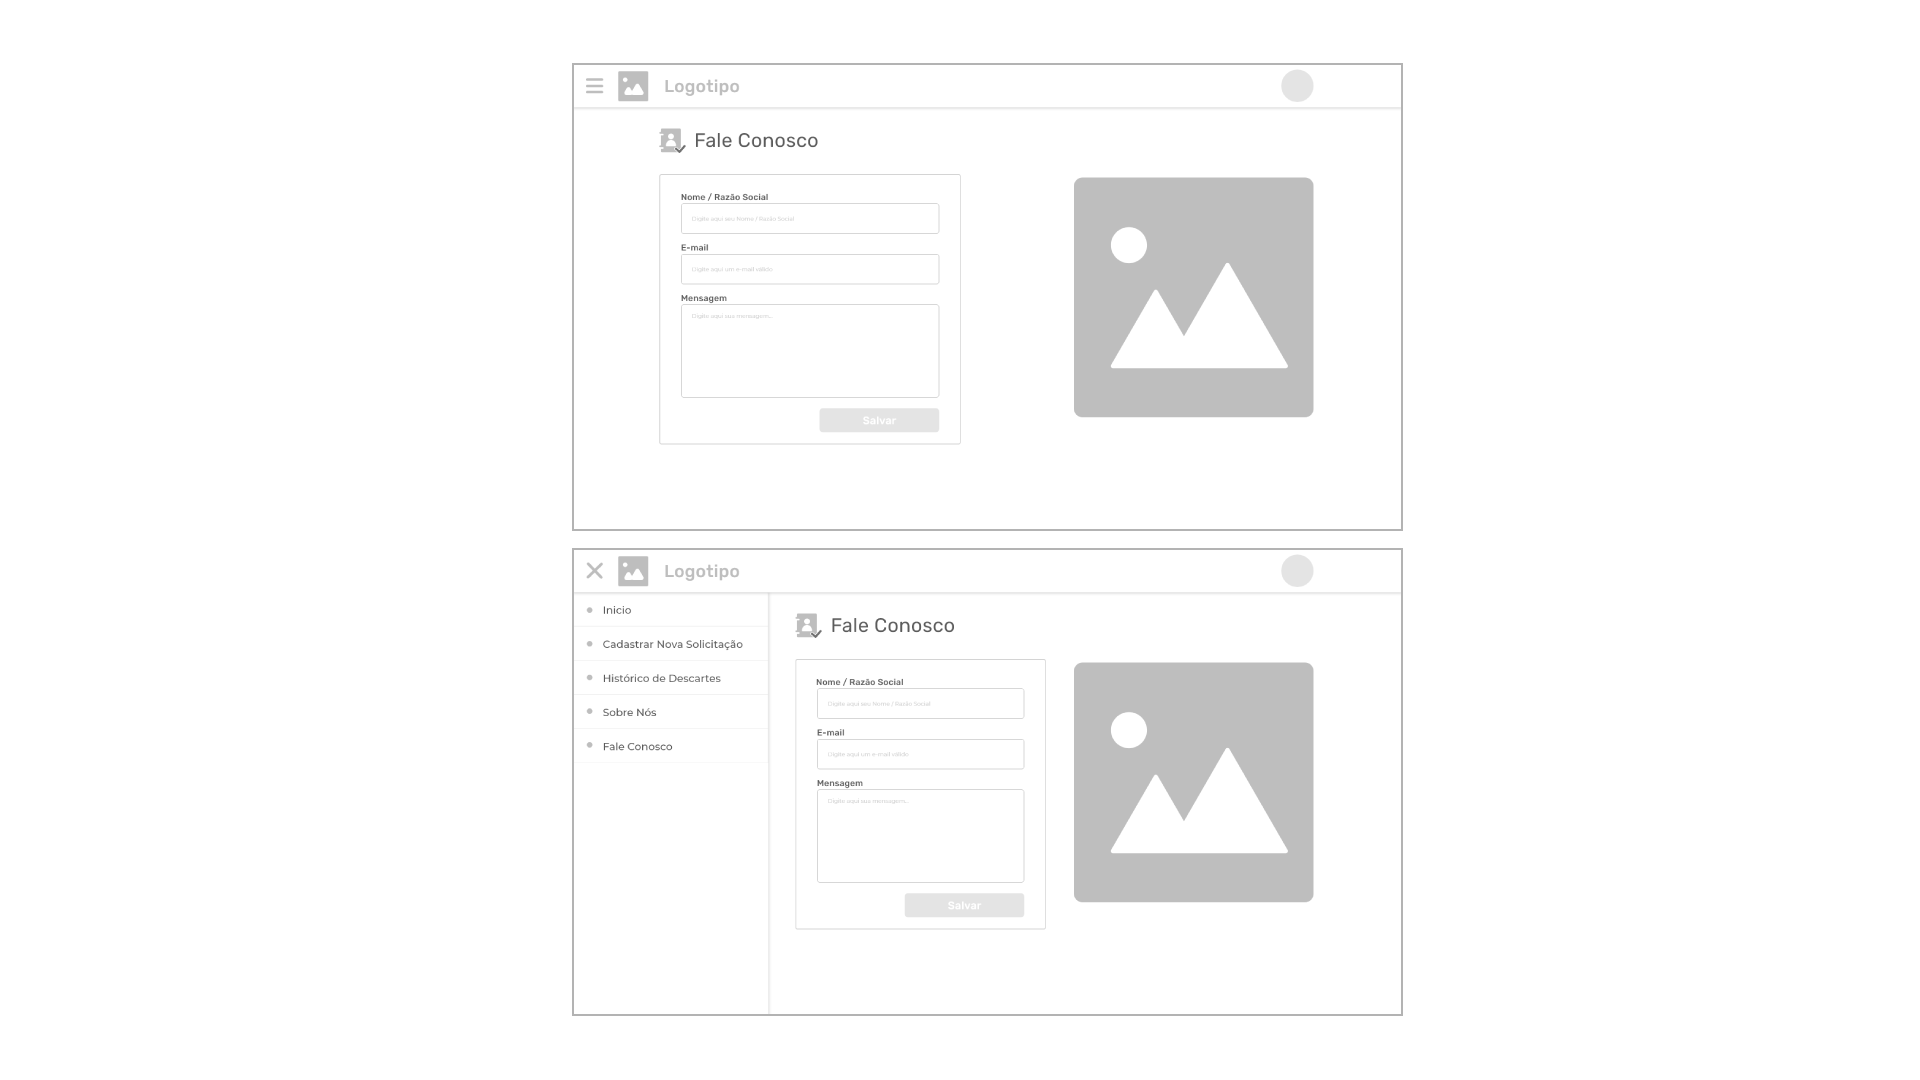 Logotipo
Fale Conosco
Nome / Razão Social
Digite aqui seu Nome / Razão Social
E-mail
Digite aqui um e-mail válido
Mensagem
Digite aqui sua mensagem...
Salvar
Logotipo
Inicio
Cadastrar Nova Solicitação
Histórico de Descartes
Sobre Nós
Fale Conosco
Fale Conosco
Nome / Razão Social
Digite aqui seu Nome / Razão Social
E-mail
Digite aqui um e-mail válido
Mensagem
Digite aqui sua mensagem...
Salvar